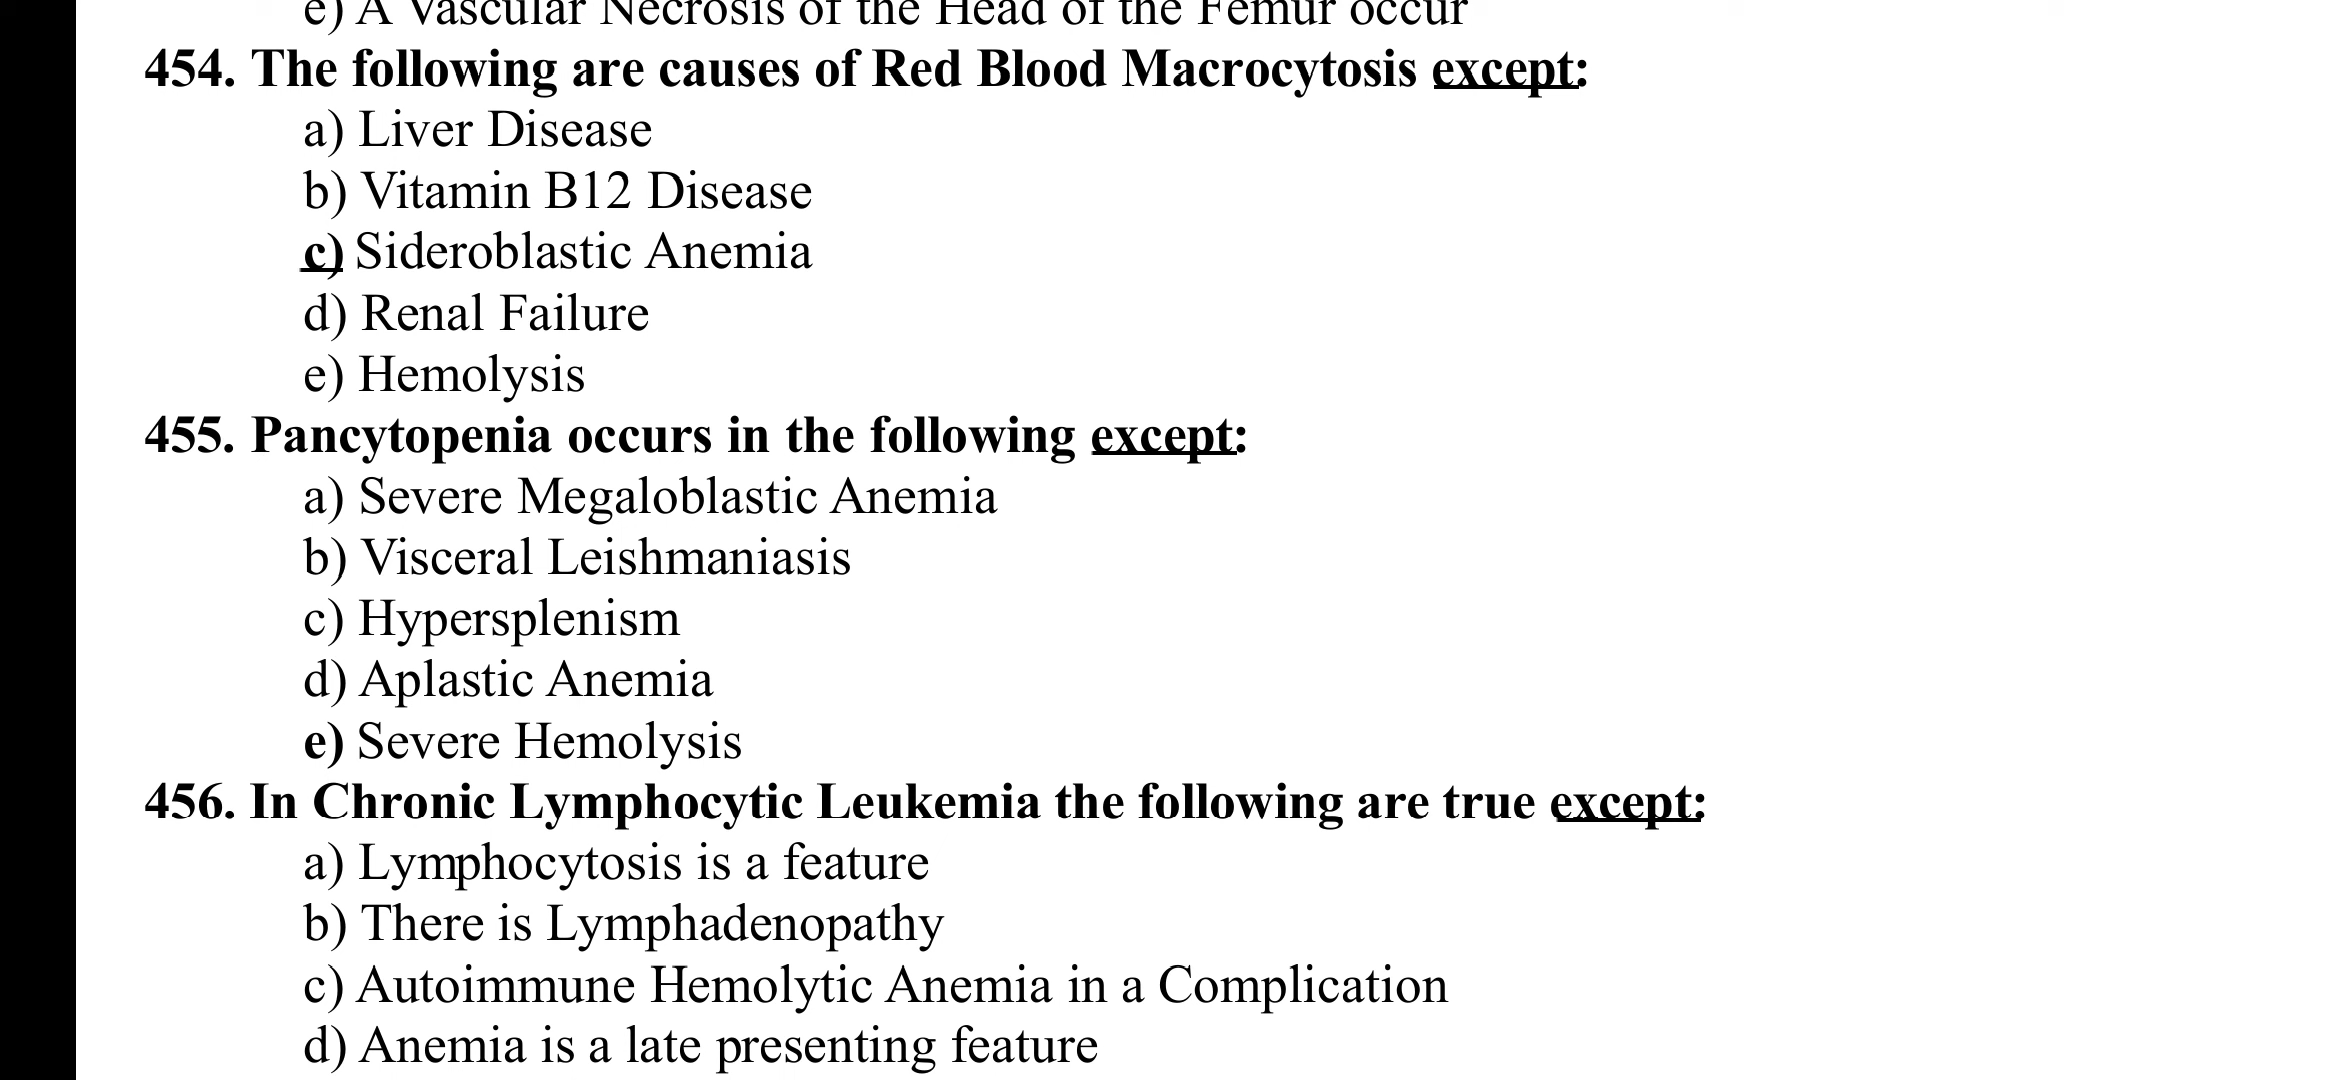 e) A Vascular Necrosis of the Head of the Femur occur
454. The following are causes of Red Blood Macrocytosis except:
a) Liver Disease
b) Vitamin B12 Disease
c) Sideroblastic Anemia
d) Renal Failure
e) Hemolysis
455. Pancytopenia occurs in the following except:
a) Severe Megaloblastic Anemia
b) Visceral Leishmaniasis
c) Hypersplenism
d) Aplastic Anemia
e) Severe Hemolysis
456. In Chronic Lymphocytic Leukemia the following are true except:
a) Lymphocytosis is a feature
b) There is Lymphadenopathy
c) Autoimmune Hemolytic Anemia in a Complication
d) Anemia is a late presenting feature